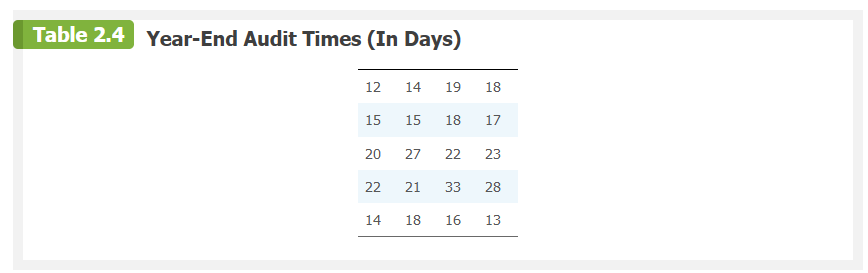 Table 2.4 Year-End Audit Times (In Days)
12 14 19 18
15 15 18 17
20 27 22 23
22 21 33 28
14 18 16 13